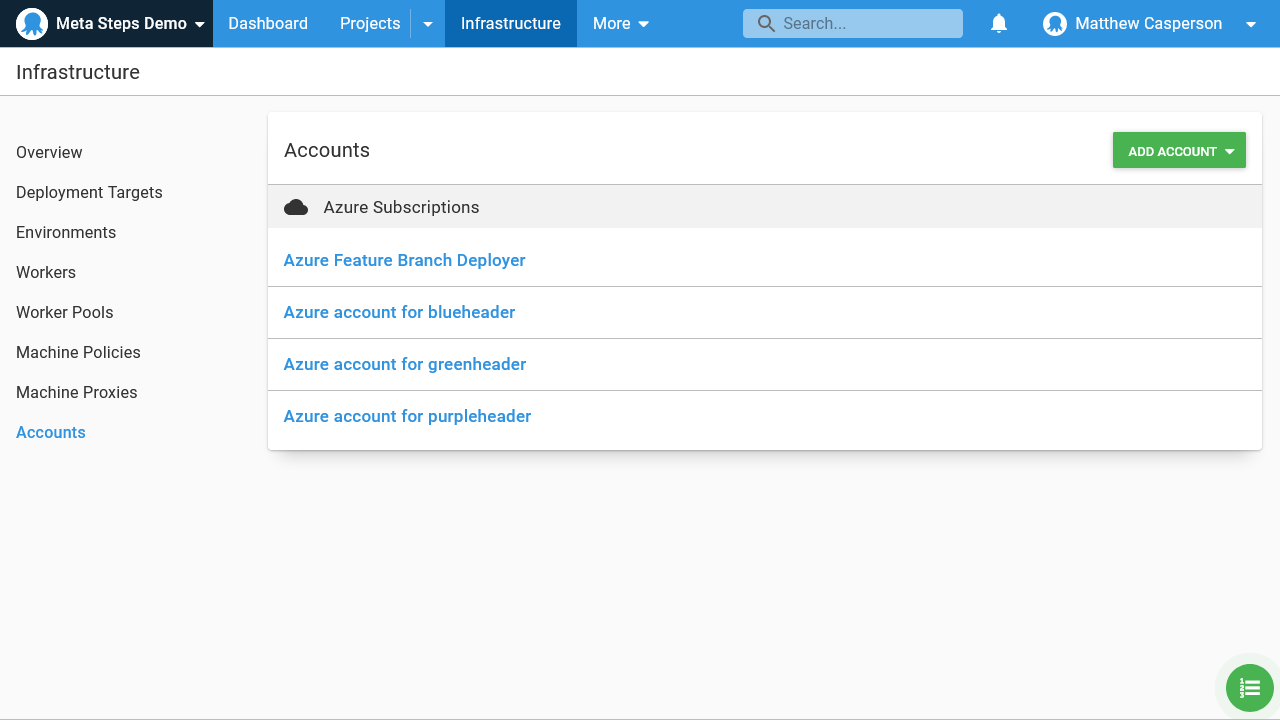 Meta Steps Demo Dashboard Projects Infrastructure More Search... Matthew Casperson
Infrastructure
Overview
Deployment Targets
Environments
Workers
Worker Pools
Machine Policies
Machine Proxies
Accounts
Accounts ADD ACCOUNT
Azure Subscriptions
Azure Feature Branch Deployer
Azure account for blueheader
Azure account for greenheader
Azure account for purpleheader